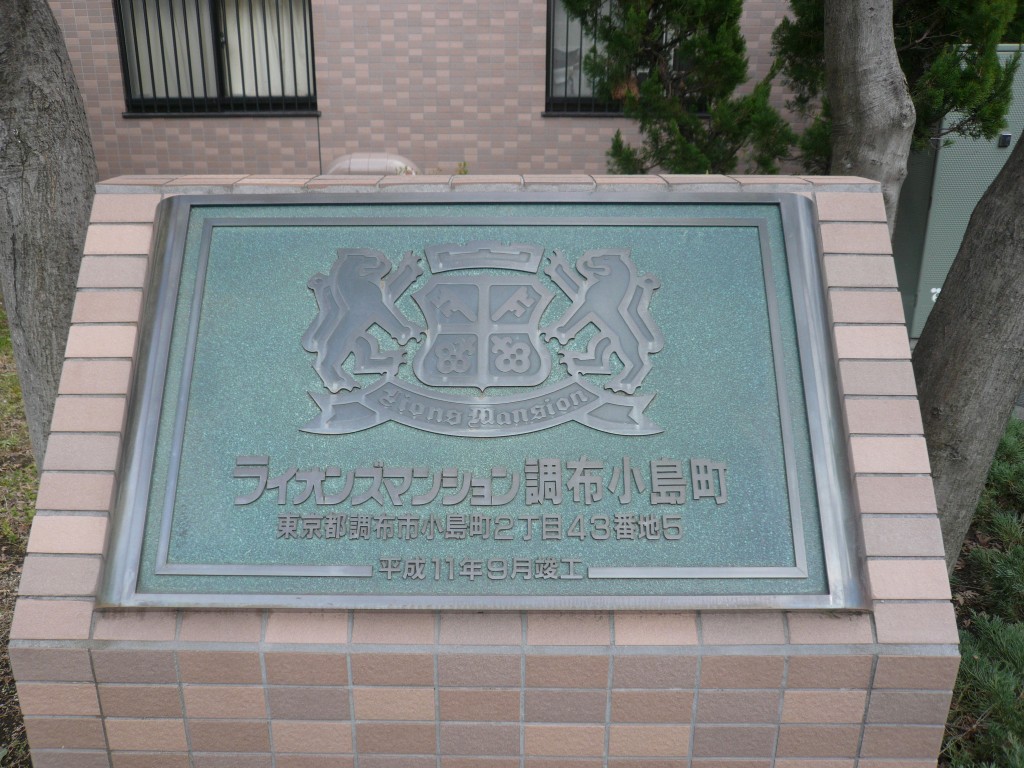 Lions Mansion
ライオンズマンション調布小島町
東京都調布市小島町2丁目43番地5
平成11年9月竣工